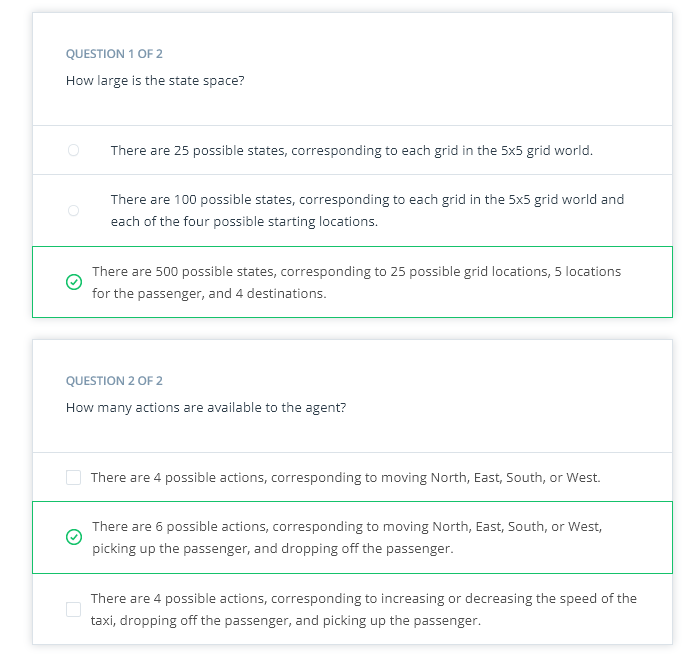 QUESTION 1 OF 2
How large is the state space?
There are 25 possible states, corresponding to each grid in the 5x5 grid world.
There are 100 possible states, corresponding to each grid in the 5x5 grid world and
each of the four possible starting locations.
There are 500 possible states, corresponding to 25 possible grid locations, 5 locations
for the passenger, and 4 destinations.
QUESTION 2 OF 2
How many actions are available to the agent?
There are 4 possible actions, corresponding to moving North, East, South, or West.
There are 6 possible actions, corresponding to moving North, East, South, or West,
picking up the passenger, and dropping off the passenger.
There are 4 possible actions, corresponding to increasing or decreasing the speed of the
taxi, dropping off the passenger, and picking up the passenger.